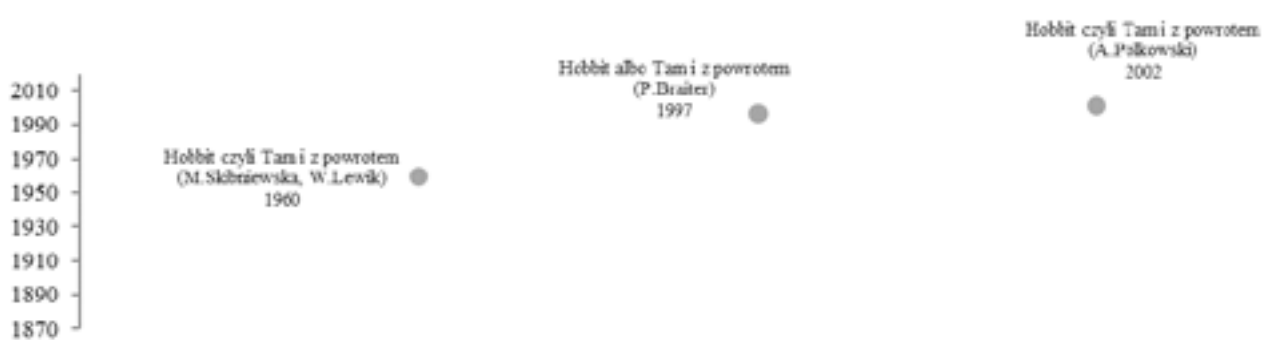 Hobbit czyli Tam i z powrotem
(A.Polkowski)
2002
Hobbit albo Tam i z powrotem
(P.Braiter)
1997
Hobbit czyli Tam i z powrotem
(M.Skibniewska, W.Lewik)
1960
2010
1990
1970
1950
1930
1910
1890
1870